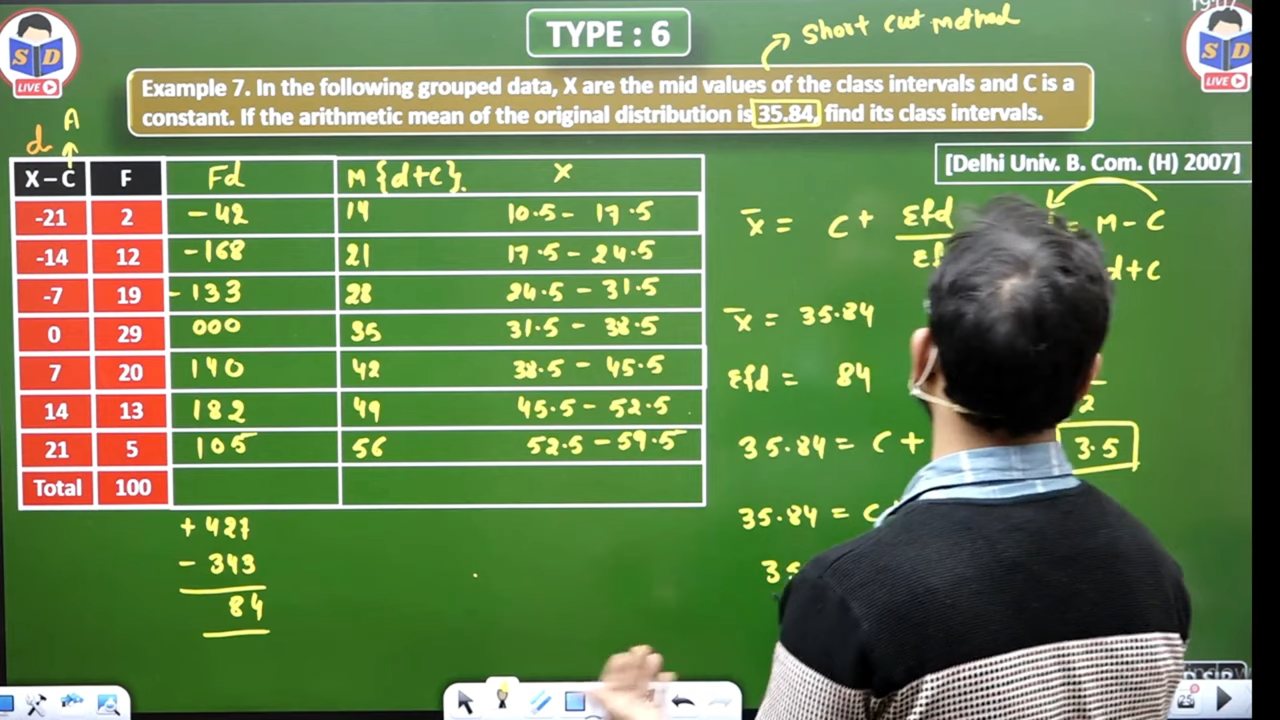 19:07
TYPE : 6
Short cut method
S D
LIVE
S D
LIVE
Example 7. In the following grouped data, X are the mid values of the class intervals and C is a
constant. If the arithmetic mean of the original distribution is 35.84, find its class intervals.
[Delhi Univ. B. Com. (H) 2007]
d A
X – C F Fd M {d+C}. X
-21 2 -42 14 10.5 - 17.5
-14 12 -168 21 17.5 - 24.5
-7 19 -133 28 24.5 - 31.5
0 29 000 35 31.5 - 38.5
7 20 140 42 38.5 - 45.5
14 13 182 49 45.5 - 52.5
21 5 105 56 52.5 - 59.5
Total 100
+ 427
- 343
84
x̄ = C + Σfd
= M - C
d+C
x̄ = 35.84
Σfd = 84
2
35.84 = C +
3.5
35.84 = C